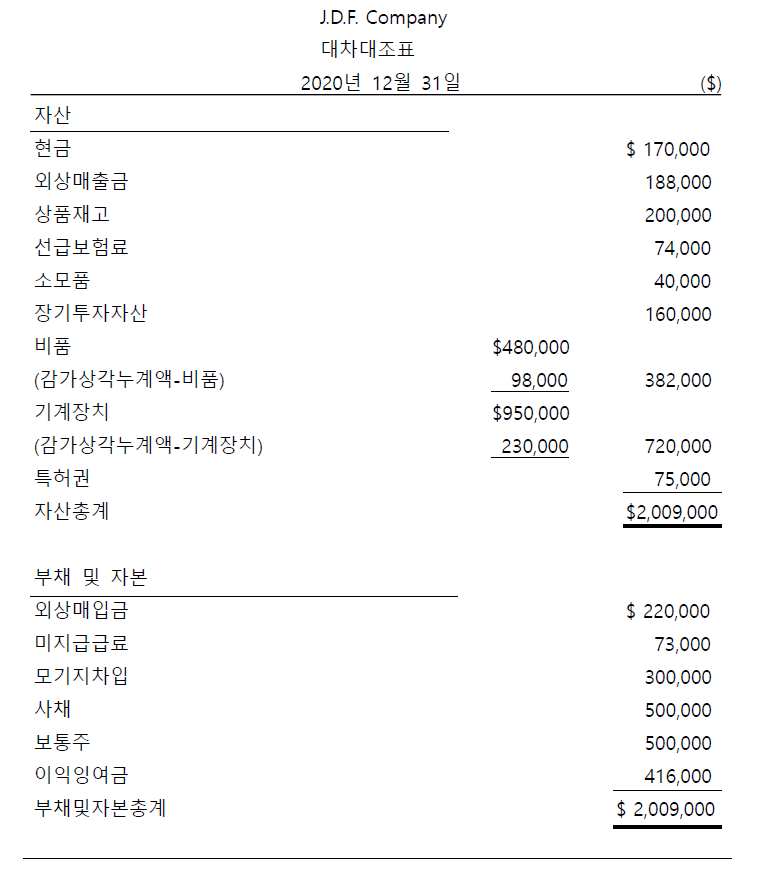 J.D.F. Company
대차대조표
2020년 12월 31일 ($)
자산
현금 $ 170,000
외상매출금 188,000
상품재고 200,000
선급보험료 74,000
소모품 40,000
장기투자자산 160,000
비품 $480,000
(감가상각누계액-비품) 98,000 382,000
기계장치 $950,000
(감가상각누계액-기계장치) 230,000 720,000
특허권 75,000
자산총계 $2,009,000
부채 및 자본
외상매입금 $ 220,000
미지급급료 73,000
모기지차입 300,000
사채 500,000
보통주 500,000
이익잉여금 416,000
부채및자본총계 $ 2,009,000